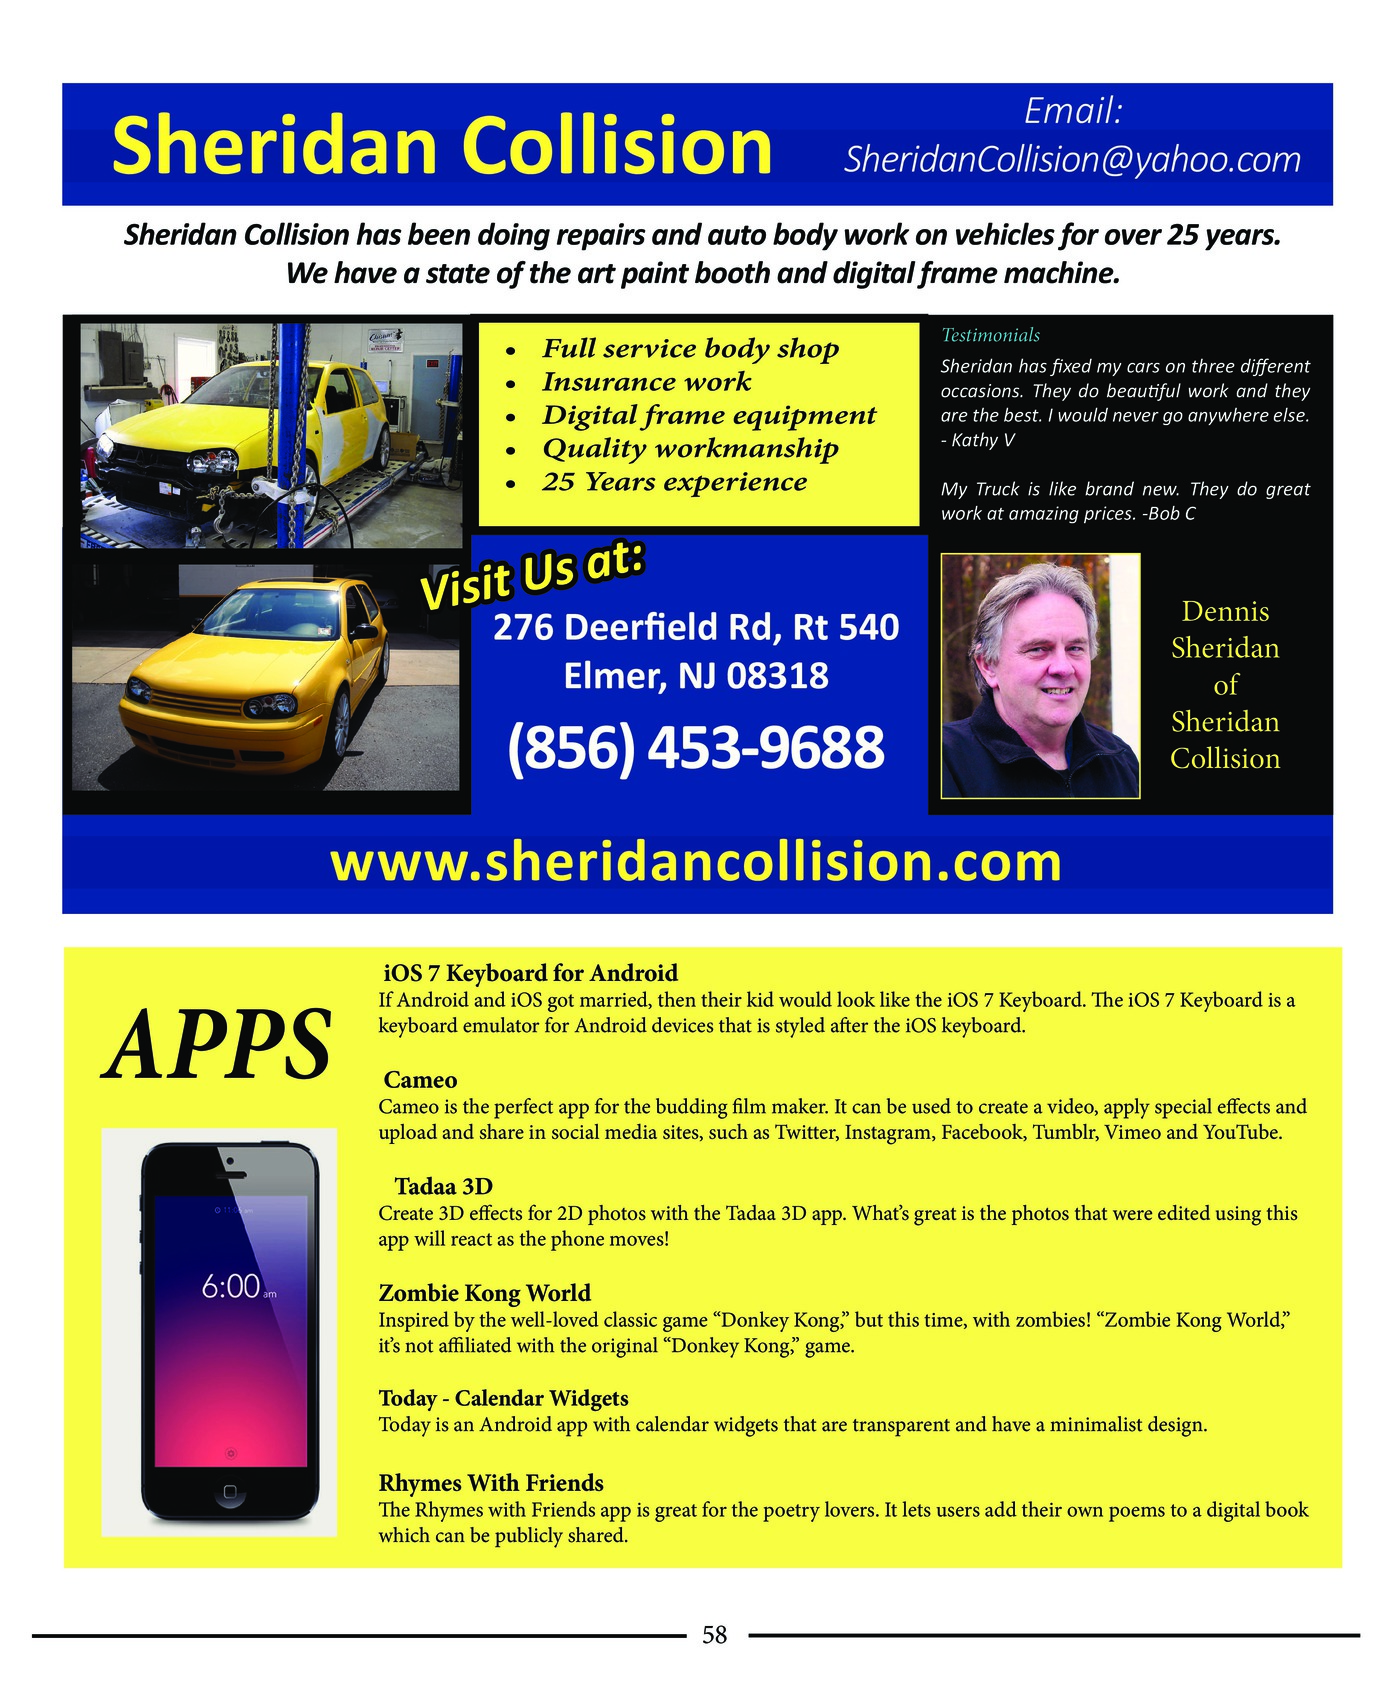 Sheridan Collision
Email:
SheridanCollision@yahoo.com
Sheridan Collision has been doing repairs and auto body work on vehicles for over 25 years.
We have a state of the art paint booth and digital frame machine.
• Full service body shop
• Insurance work
• Digital frame equipment
• Quality workmanship
• 25 Years experience
Visit Us at:
276 Deerfield Rd, Rt 540
Elmer, NJ 08318
(856) 453-9688
Testimonials
Sheridan has fixed my cars on three different
occasions. They do beautiful work and they
are the best. I would never go anywhere else.
- Kathy V
My Truck is like brand new. They do great
work at amazing prices. -Bob C
Dennis
Sheridan
of
Sheridan
Collision
www.sheridancollision.com
APPS
6:00 am
iOS 7 Keyboard for Android
If Android and iOS got married, then their kid would look like the iOS 7 Keyboard. The iOS 7 Keyboard is a
keyboard emulator for Android devices that is styled after the iOS keyboard.
Cameo
Cameo is the perfect app for the budding film maker. It can be used to create a video, apply special effects and
upload and share in social media sites, such as Twitter, Instagram, Facebook, Tumblr, Vimeo and YouTube.
Tadaa 3D
Create 3D effects for 2D photos with the Tadaa 3D app. What’s great is the photos that were edited using this
app will react as the phone moves!
Zombie Kong World
Inspired by the well-loved classic game “Donkey Kong,” but this time, with zombies! “Zombie Kong World,”
it’s not affiliated with the original “Donkey Kong,” game.
Today - Calendar Widgets
Today is an Android app with calendar widgets that are transparent and have a minimalist design.
Rhymes With Friends
The Rhymes with Friends app is great for the poetry lovers. It lets users add their own poems to a digital book
which can be publicly shared.
58